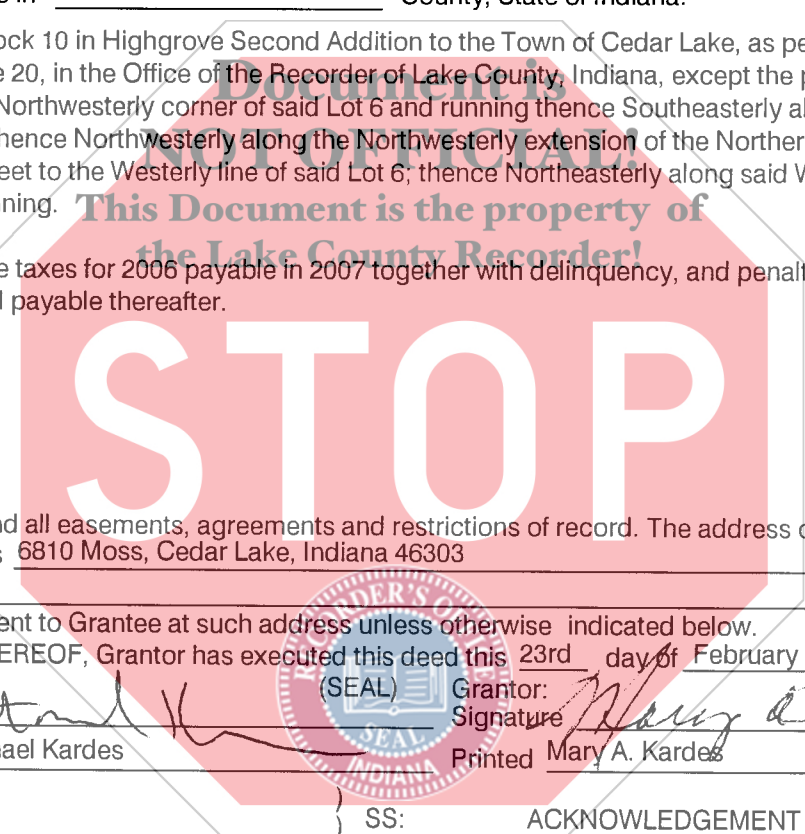 County, State of Indiana.
ock 10 in Highgrove Second Addition to the Town of Cedar Lake, as pe
e 20, in the Office of the Recorder of Lake County, Indiana, except the p
Northwesterly corner of said Lot 6 and running thence Southeasterly al
hence Northwesterly along the Northwesterly extension of the Norther
eet to the Westerly line of said Lot 6; thence Northeasterly along said W
ning.
Document is
NOT OFFICIAL!
This Document is the property of
the Lake County Recorder!
e taxes for 2006 payable in 2007 together with delinquency, and penalt
payable thereafter.
STOP
d all easements, agreements and restrictions of record. The address o
s 6810 Moss, Cedar Lake, Indiana 46303
ent to Grantee at such address unless otherwise indicated below.
EREOF, Grantor has executed this deed this 23rd day of February
(SEAL) Grantor:
Signature Mary A
ael Kardes Printed Mary A. Kardes
RECORDER'S OFFICE
SEAL
INDIANA
SS: ACKNOWLEDGEMENT